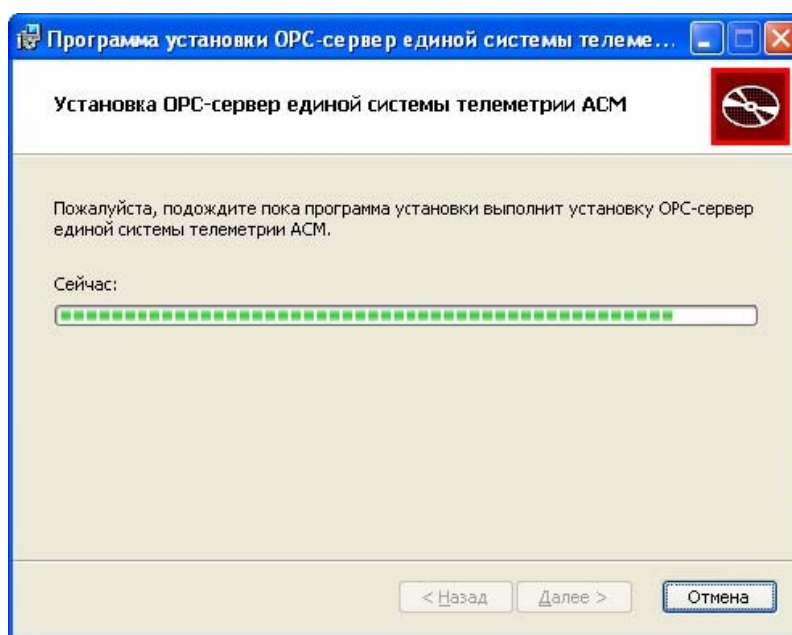 Программа установки ОРС-сервер единой системы телеме...
Установка ОРС-сервер единой системы телеметрии АСМ
Пожалуйста, подождите пока программа установки выполнит установку ОРС-сервер
единой системы телеметрии АСМ.
Сейчас:
< Назад
Далее >
Отмена